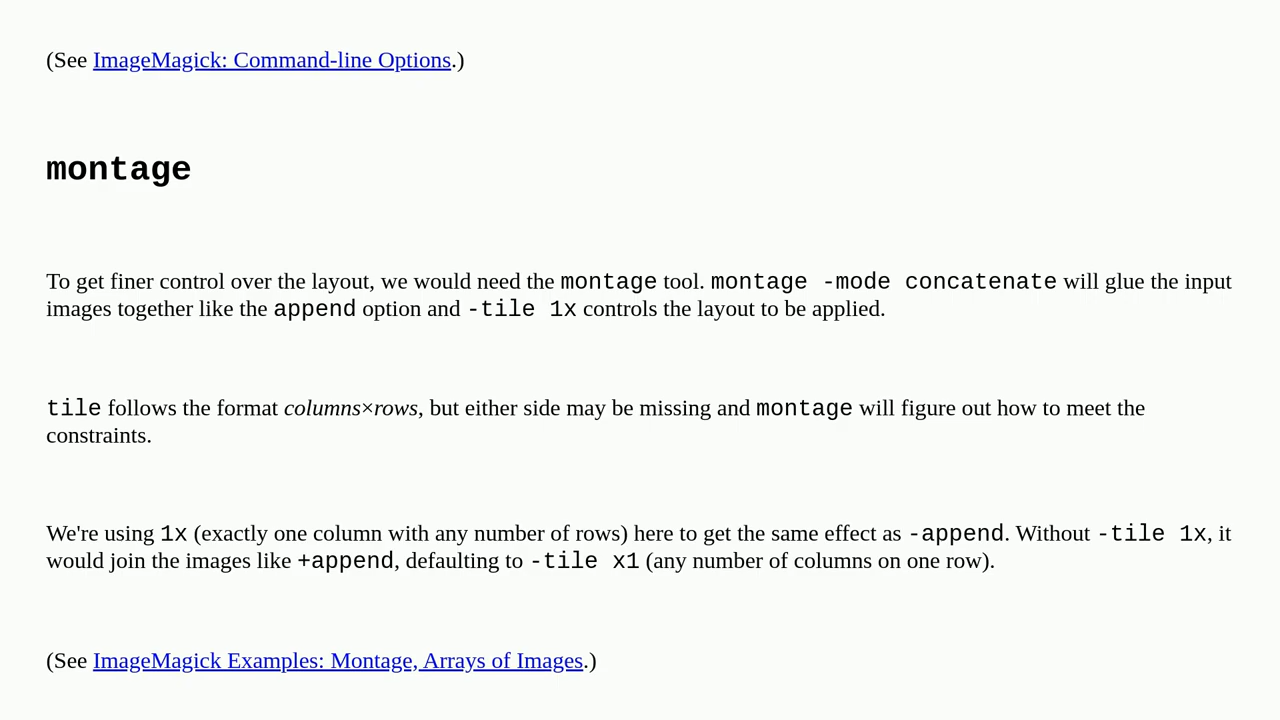 (See ImageMagick: Command-line Options.)
montage
To get finer control over the layout, we would need the montage tool. montage -mode concatenate will glue the input
images together like the append option and -tile 1x controls the layout to be applied.
tile follows the format columns×rows, but either side may be missing and montage will figure out how to meet the
constraints.
We're using 1x (exactly one column with any number of rows) here to get the same effect as -append. Without -tile 1x, it
would join the images like +append, defaulting to -tile x1 (any number of columns on one row).
(See ImageMagick Examples: Montage, Arrays of Images.)